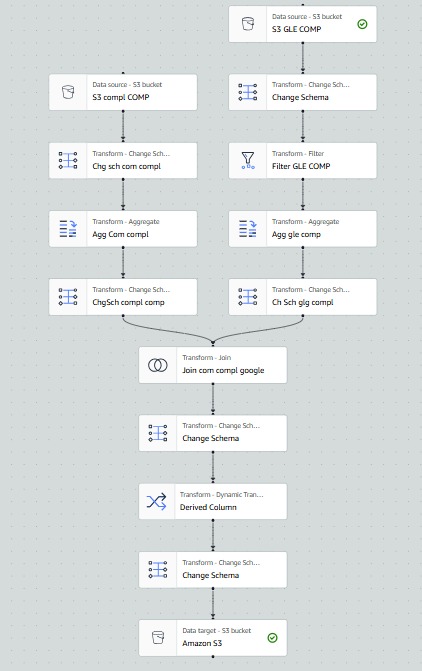 Data source - S3 bucket
S3 GLE COMP
Data source - S3 bucket
S3 compl COMP
Transform - Change Sch...
Change Schema
Transform - Change Sch...
Chg sch com compl
Transform - Filter
Filter GLE COMP
Transform - Aggregate
Agg Com compl
Transform - Aggregate
Agg gle comp
Transform - Change Sch...
ChgSch compl comp
Transform - Change Sch...
Ch Sch glg compl
Transform - Join
Join com compl google
Transform - Change Sch...
Change Schema
Transform - Dynamic Tran...
Derived Column
Transform - Change Sch...
Change Schema
Data target - S3 bucket
Amazon S3